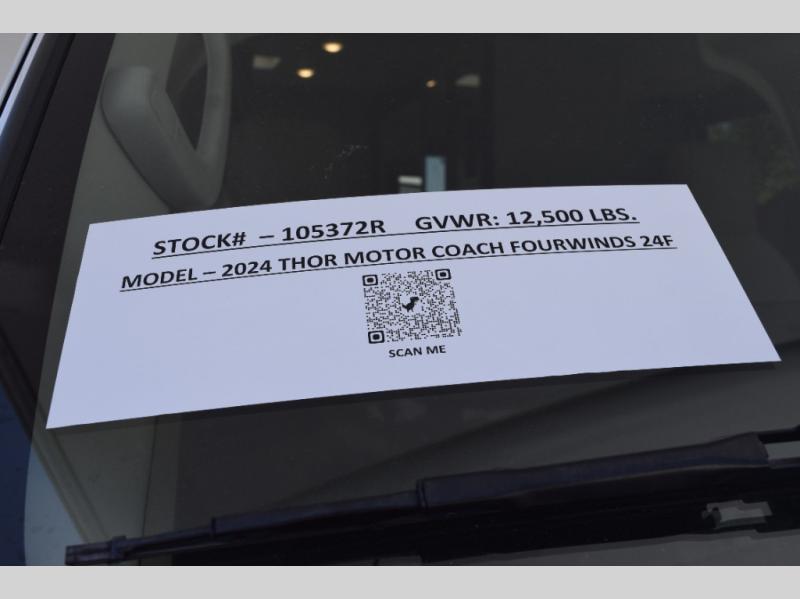 STOCK# – 105372R GVWR: 12,500 LBS.
MODEL – 2024 THOR MOTOR COACH FOURWINDS 24F
SCAN ME